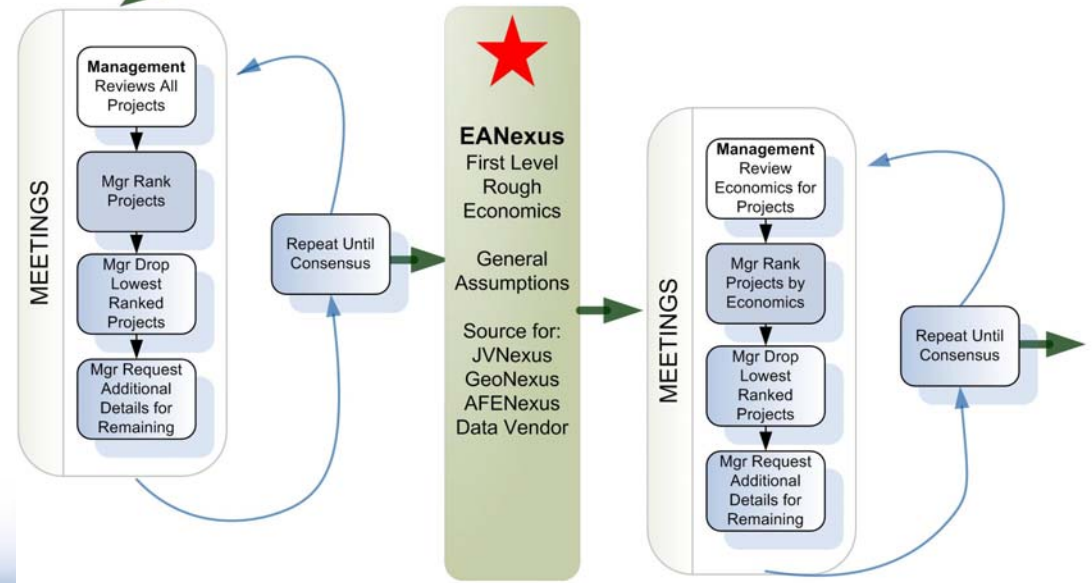 MEETINGS
Management
Reviews All
Projects
Mgr Rank
Projects
Mgr Drop
Lowest
Ranked
Projects
Mgr Request
Additional
Details for
Remaining
Repeat Until
Consensus
EANexus
First Level
Rough
Economics
General
Assumptions
Source for:
JVNexus
GeoNexus
AFENexus
Data Vendor
MEETINGS
Management
Review
Economics for
Projects
Mgr Rank
Projects by
Economics
Mgr Drop
Lowest
Ranked
Projects
Mgr Request
Additional
Details for
Remaining
Repeat Until
Consensus